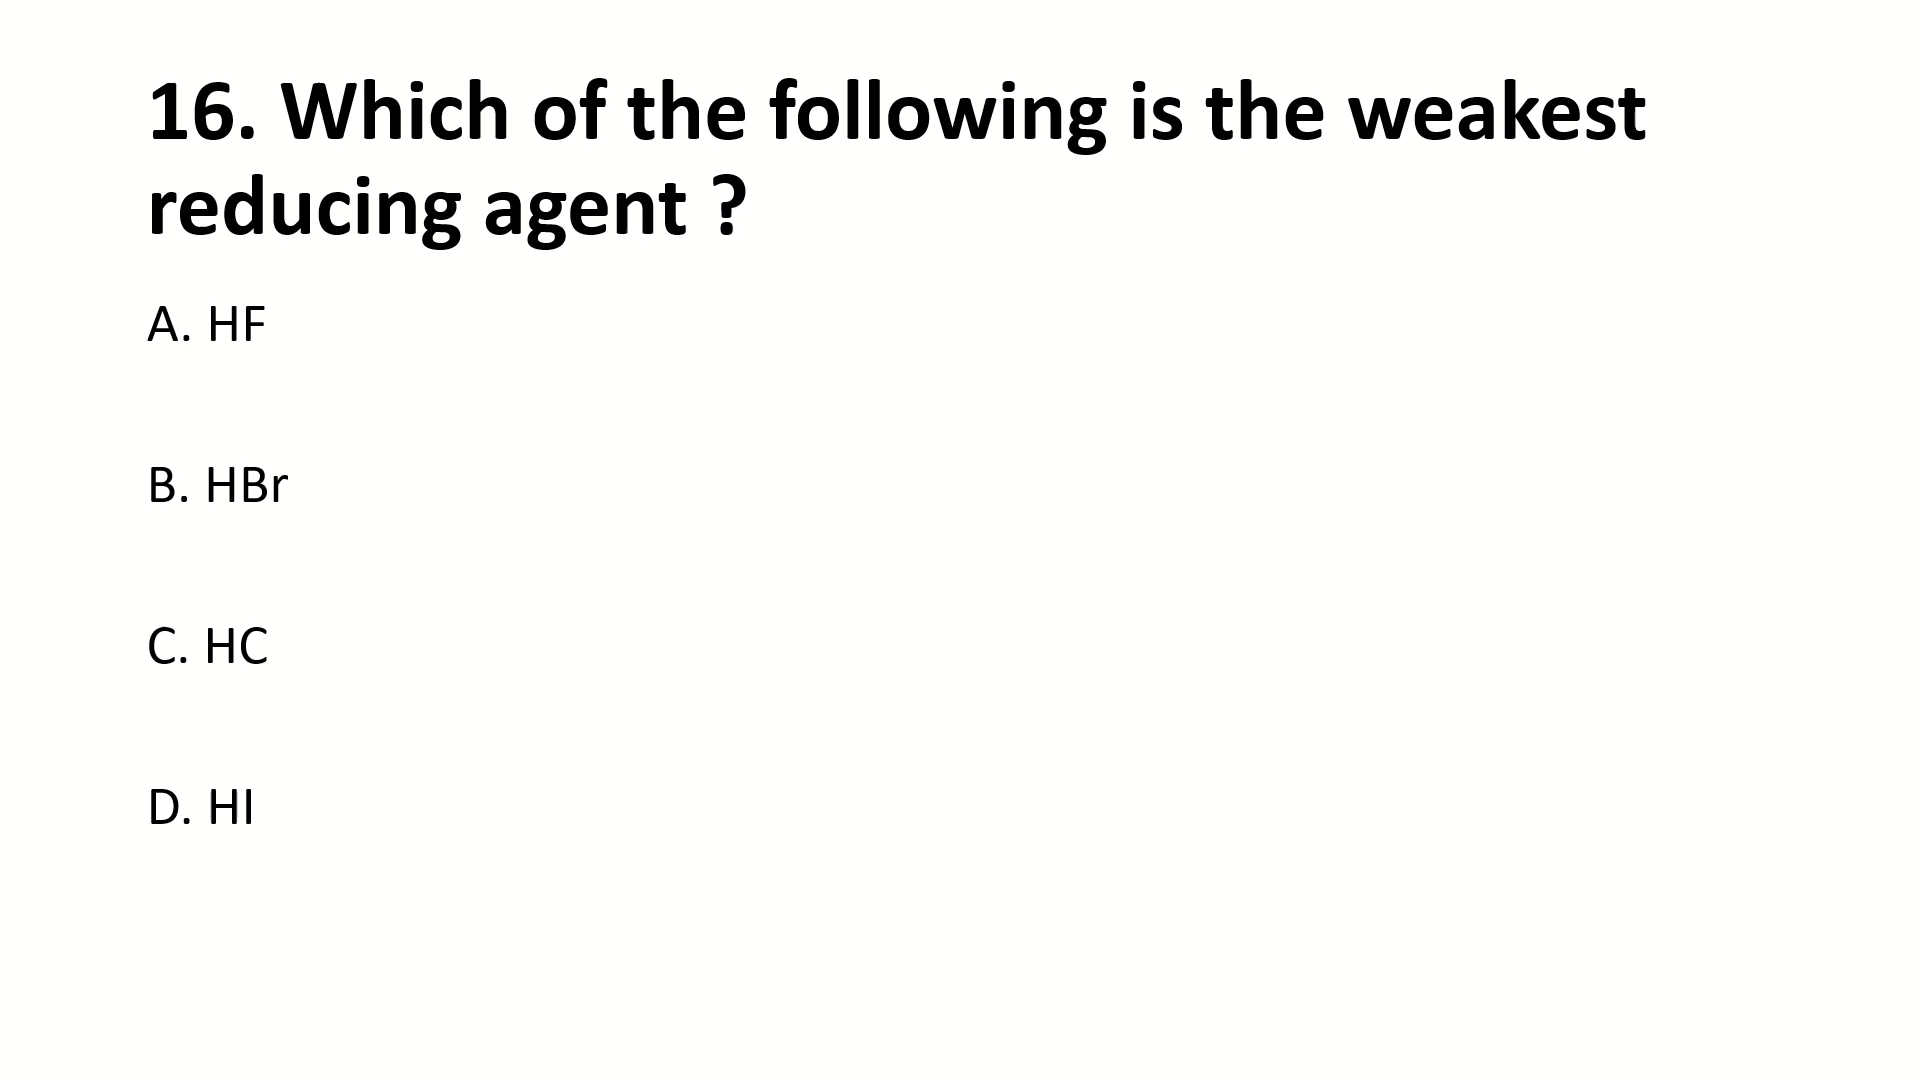 16. Which of the following is the weakest
reducing agent ?
A. HF
B. HBr
C. HC
D. HI